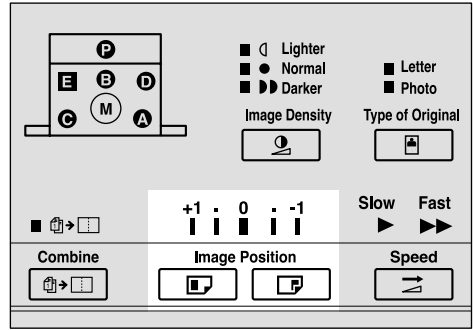 P
E B D
C M A
Lighter
Normal
Darker
Image Density
Letter
Photo
Type of Original
+1 . 0 . -1
Slow Fast
Combine
Image Position
Speed